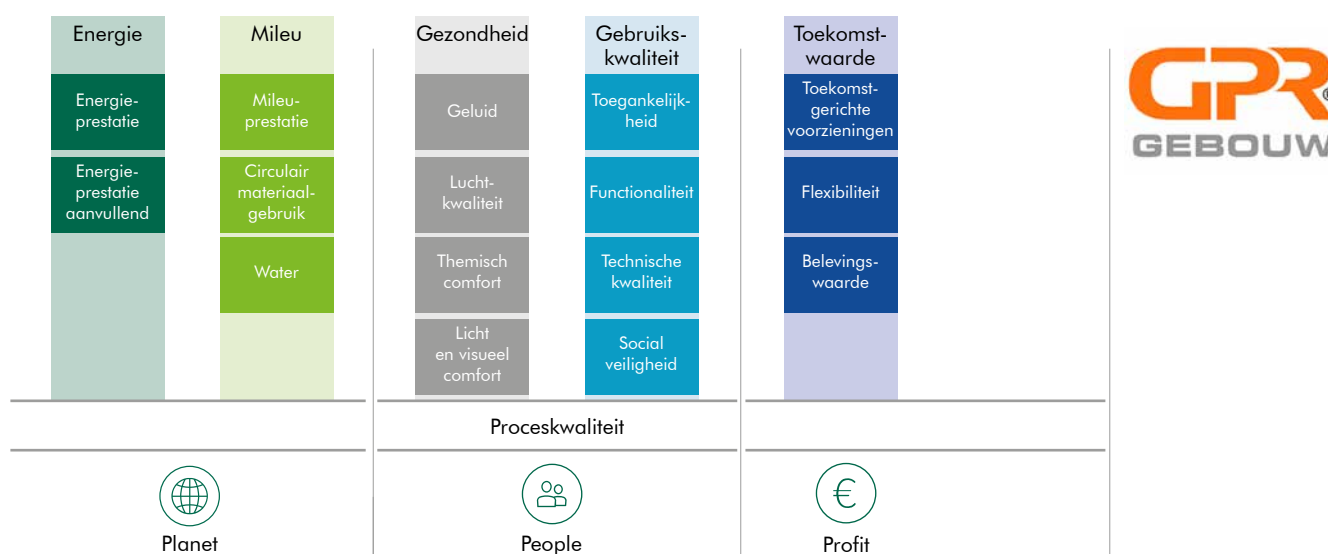 Energie
Energie-
prestatie
Energie-
prestatie
aanvullend
Mileu
Mileu-
prestatie
Circulair
materiaal-
gebruik
Water
Gezondheid
Geluid
Lucht-
kwaliteit
Themisch
comfort
Licht
en visueel
comfort
Gebruiks-
kwaliteit
Toegankelijk-
heid
Functionaliteit
Technische
kwaliteit
Social
veiligheid
Toekomst-
waarde
Toekomst-
gerichte
voorzieningen
Flexibiliteit
Belevings-
waarde
Proceskwaliteit
€
Planet
People
Profit
GPR®
GEBOUW